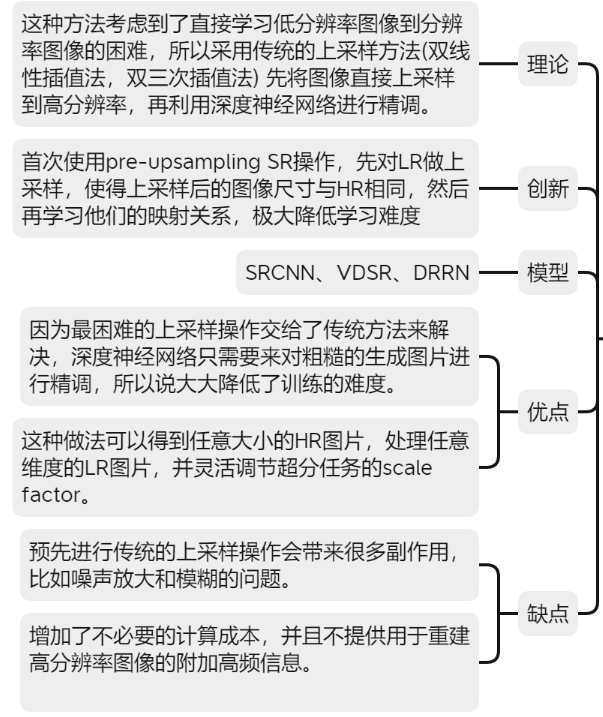 这种方法考虑到了直接学习低分辨率图像到分辨
率图像的困难，所以采用传统的上采样方法(双线
性插值法，双三次插值法) 先将图像直接上采样
到高分辨率，再利用深度神经网络进行精调。
理论
首次使用pre-upsampling SR操作，先对LR做上
采样，使得上采样后的图像尺寸与HR相同，然后
再学习他们的映射关系，极大降低学习难度
创新
SRCNN、VDSR、DRRN
模型
因为最困难的上采样操作交给了传统方法来解
决，深度神经网络只需要来对粗糙的生成图片进
行精调，所以说大大降低了训练的难度。
优点
这种做法可以得到任意大小的HR图片，处理任意
维度的LR图片，并灵活调节超分任务的scale
factor。
预先进行传统的上采样操作会带来很多副作用，
比如噪声放大和模糊的问题。
缺点
增加了不必要的计算成本，并且不提供用于重建
高分辨率图像的附加高频信息。